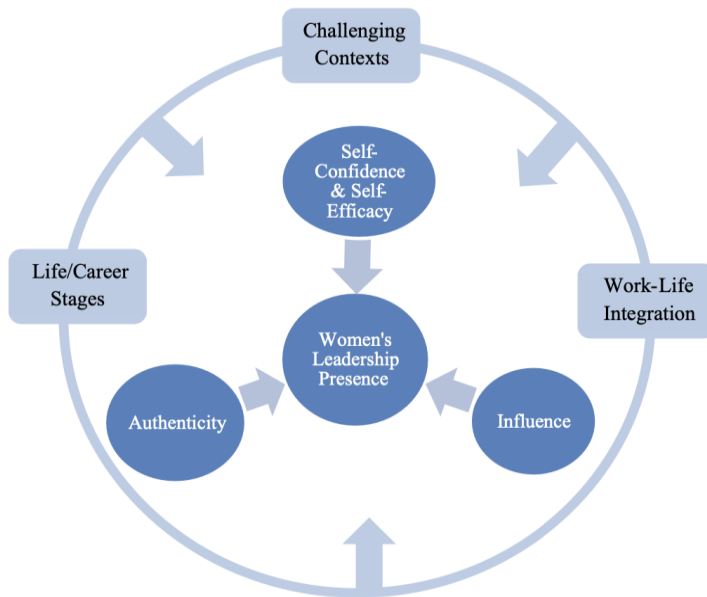 Challenging
Contexts
Self-
Confidence
& Self-
Efficacy
Life/Career
Stages
Work-Life
Integration
Women's
Leadership
Presence
Authenticity
Influence